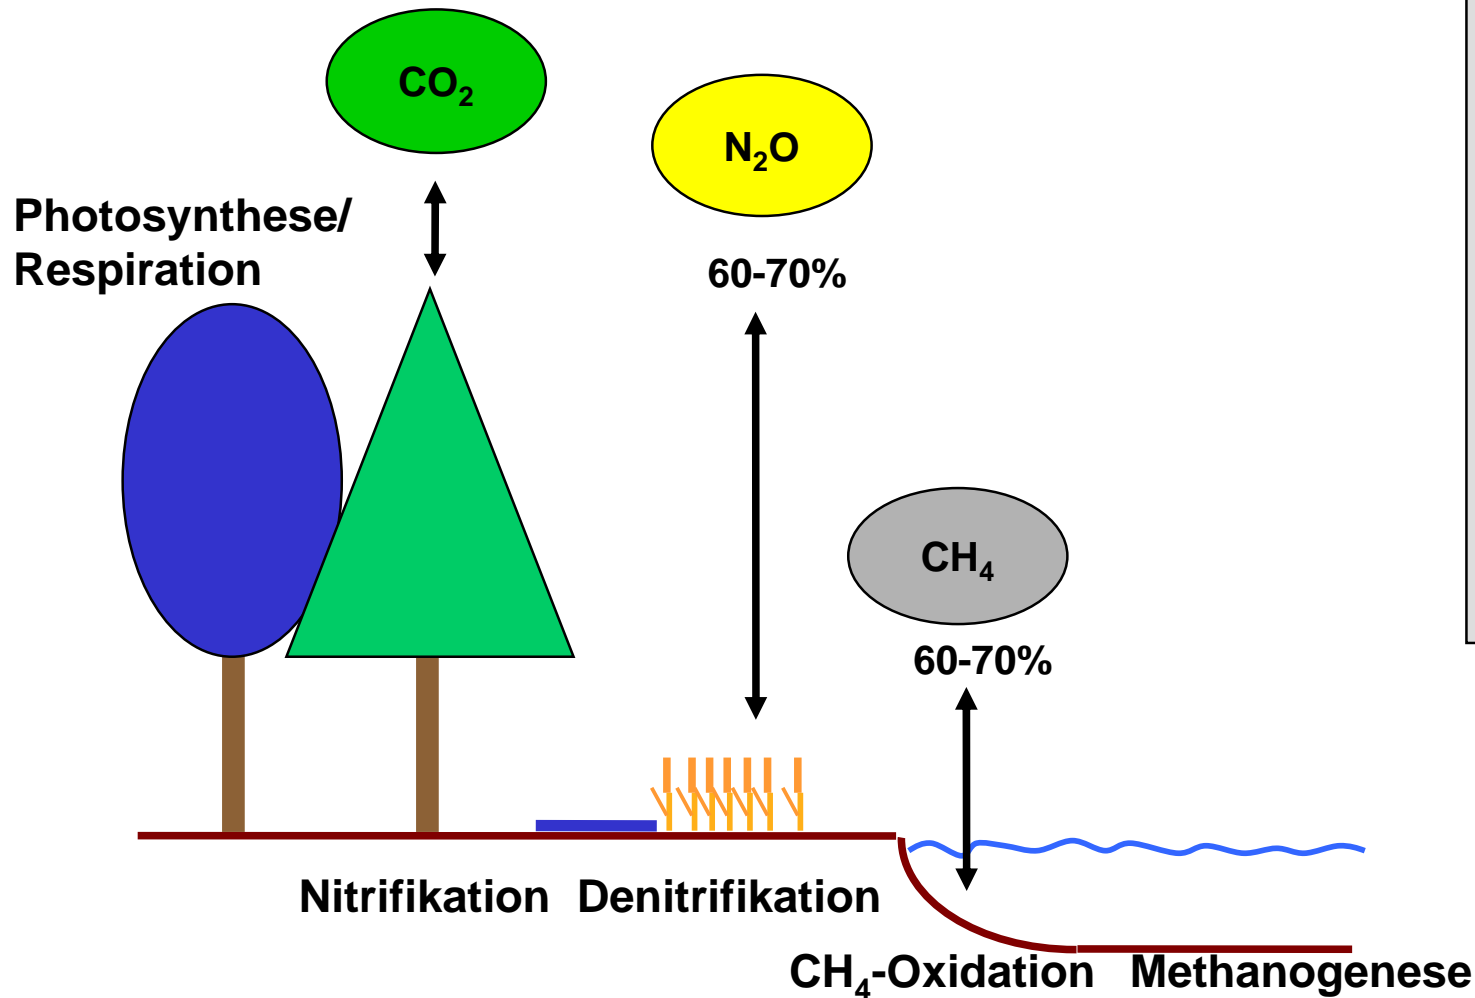 CO₂
N₂O
Photosynthese/
Respiration
60-70%
CH₄
60-70%
Nitrifikation Denitrifikation
CH₄-Oxidation Methanogenese